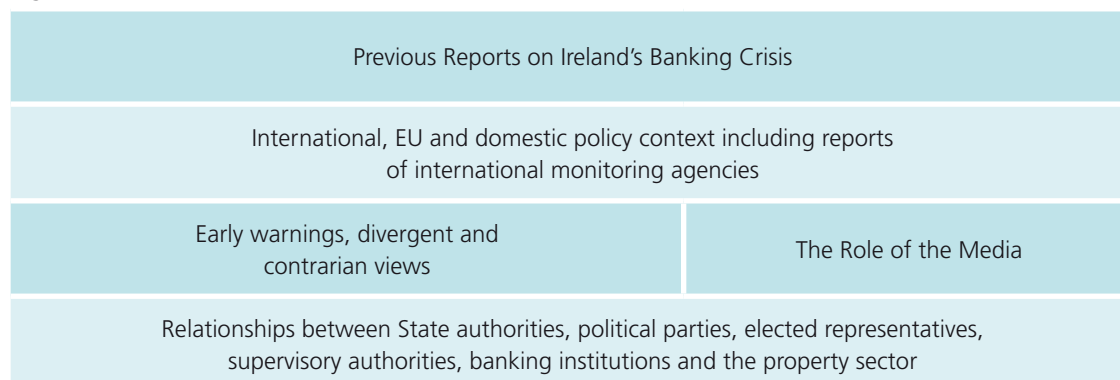 Previous Reports on Ireland’s Banking Crisis
International, EU and domestic policy context including reports
of international monitoring agencies
Early warnings, divergent and
contrarian views
The Role of the Media
Relationships between State authorities, political parties, elected representatives,
supervisory authorities, banking institutions and the property sector